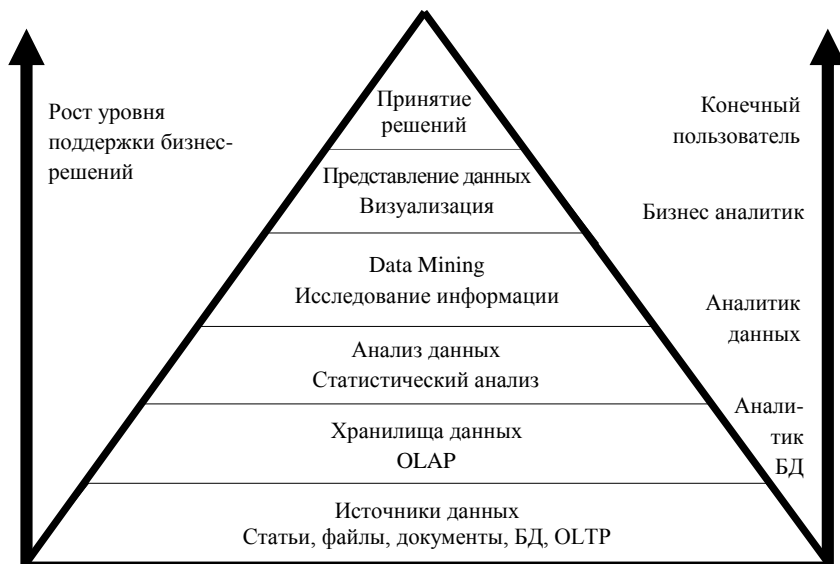 Рост уровня
поддержки бизнес-
решений
Принятие
решений
Представление данных
Визуализация
Data Mining
Исследование информации
Анализ данных
Статистический анализ
Хранилища данных
OLAP
Источники данных
Статьи, файлы, документы, БД, OLTP
Конечный
пользователь
Бизнес аналитик
Аналитик
данных
Анали-
тик
БД